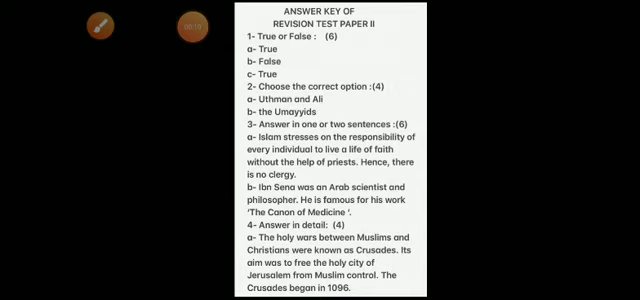 00:10
ANSWER KEY OF
REVISION TEST PAPER II
1- True or False : (6)
a- True
b- False
c- True
2- Choose the correct option :(4)
a- Uthman and Ali
b- the Umayyids
3- Answer in one or two sentences :(6)
a- Islam stresses on the responsibility of
every individual to live a life of faith
without the help of priests. Hence, there
is no clergy.
b- Ibn Sena was an Arab scientist and
philosopher. He is famous for his work
'The Canon of Medicine '.
4- Answer in detail: (4)
a- The holy wars between Muslims and
Christians were known as Crusades. Its
aim was to free the holy city of
Jerusalem from Muslim control. The
Crusades began in 1096.